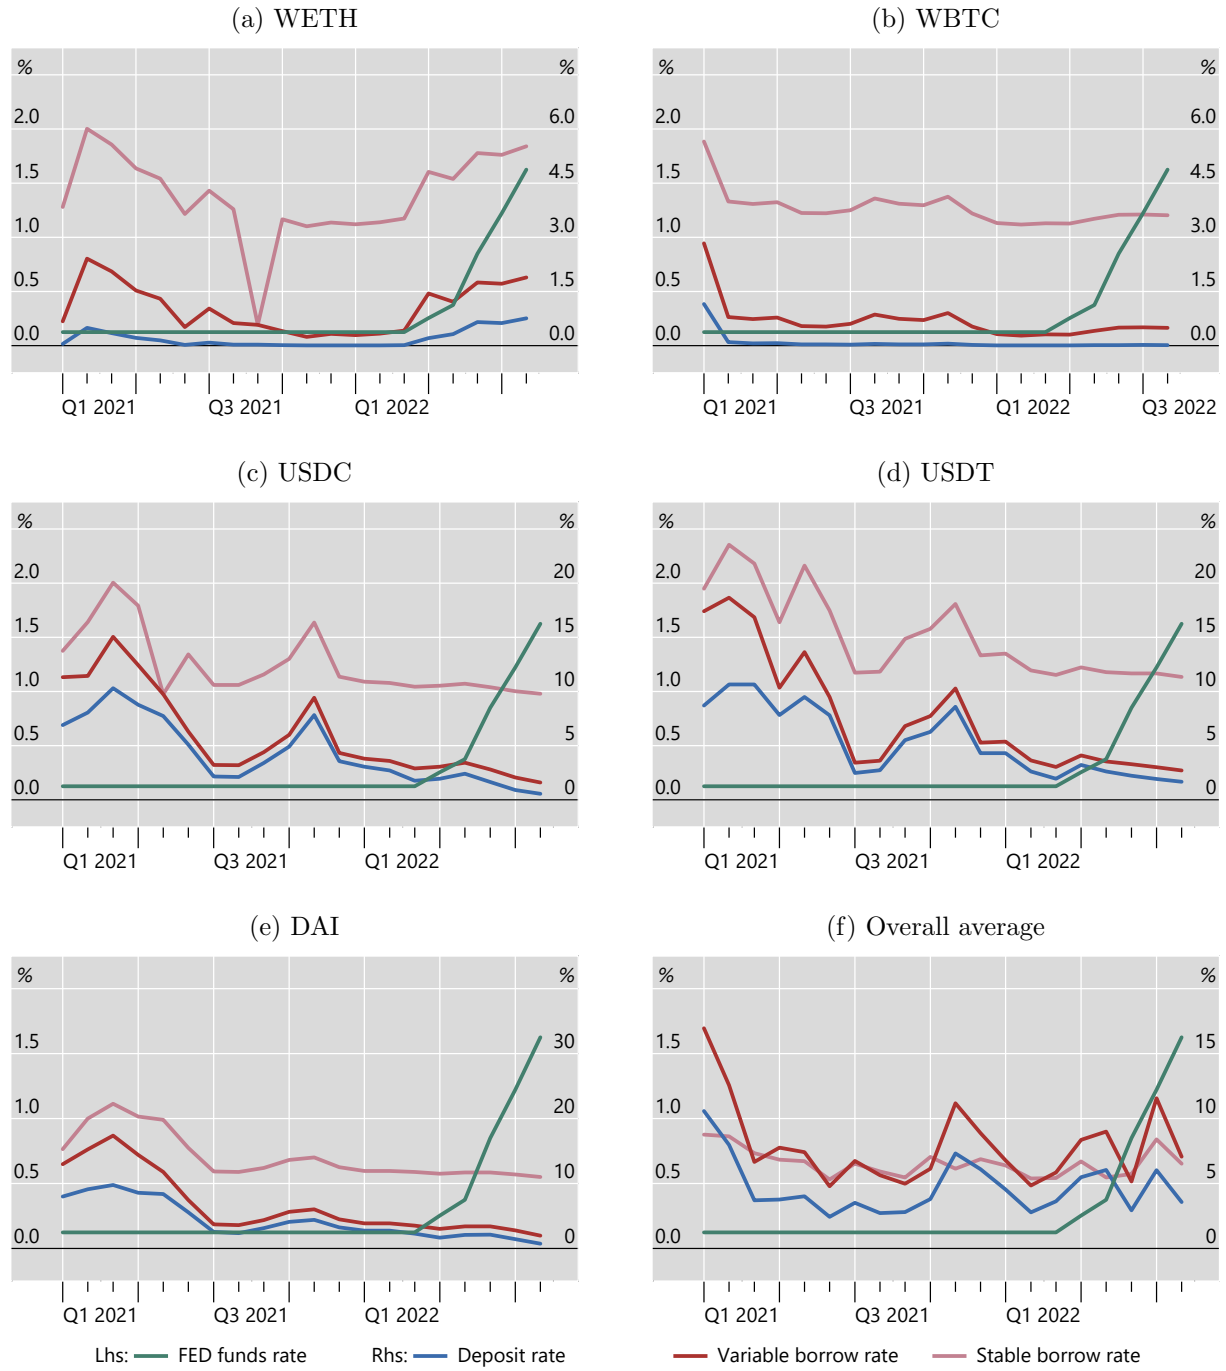 (a) WETH
(b) WBTC
% %
2.0 6.0
1.5 4.5
1.0 3.0
0.5 1.5
0.0 0.0
Q1 2021 Q3 2021 Q1 2022
% %
2.0 6.0
1.5 4.5
1.0 3.0
0.5 1.5
0.0 0.0
Q1 2021 Q3 2021 Q1 2022 Q3 2022
(c) USDC
(d) USDT
% %
2.0 20
1.5 15
1.0 10
0.5 5
0.0 0
Q1 2021 Q3 2021 Q1 2022
% %
2.0 20
1.5 15
1.0 10
0.5 5
0.0 0
Q1 2021 Q3 2021 Q1 2022
(e) DAI
(f) Overall average
% %
1.5 30
1.0 20
0.5 10
0.0 0
Q1 2021 Q3 2021 Q1 2022
% %
1.5 15
1.0 10
0.5 5
0.0 0
Q1 2021 Q3 2021 Q1 2022
Lhs: FED funds rate Rhs: Deposit rate Variable borrow rate Stable borrow rate